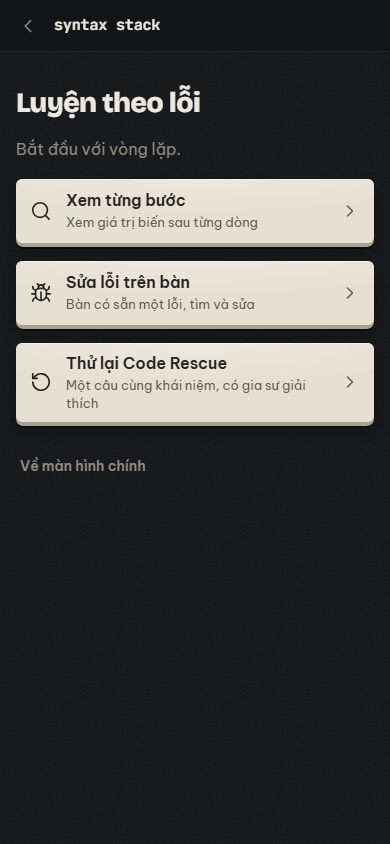 syntax stack
Luyện theo lỗi
Bắt đầu với vòng lặp.
Xem từng bước
Xem giá trị biến sau từng dòng
Sửa lỗi trên bàn
Bàn có sẵn một lỗi, tìm và sửa
Thử lại Code Rescue
Một câu cùng khái niệm, có gia sư giải
thích
Về màn hình chính